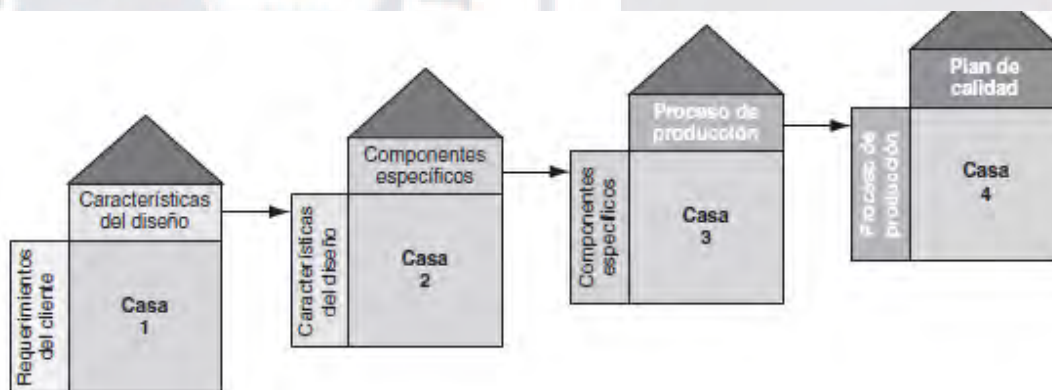 Requerimientos
del cliente
Características
del diseño
Casa
1
Características
del diseño
Componentes
específicos
Casa
2
Componentes
específicos
Proceso de
producción
Casa
3
Proceso de
producción
Plan de
calidad
Casa
4